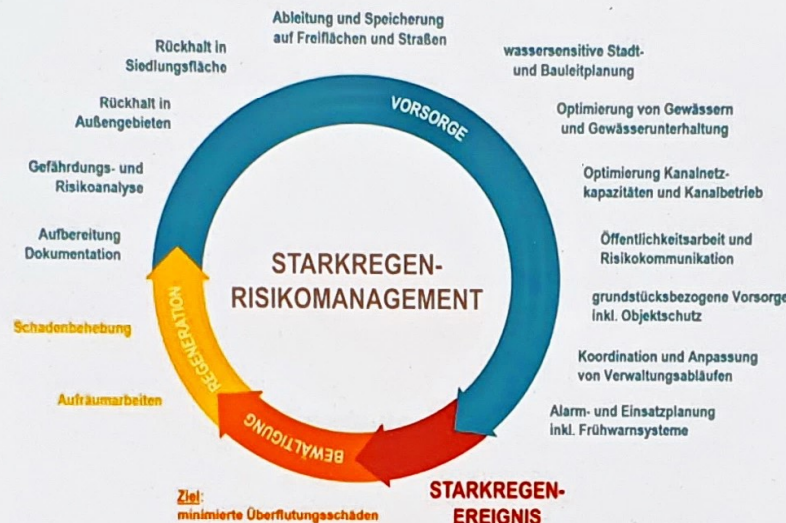 Ableitung und Speicherung
auf Freiflächen und Straßen
Rückhalt in
Siedlungsfläche
wassersensitive Stadt-
und Bauleitplanung
VORSORGE
Rückhalt in
Außengebieten
Optimierung von Gewässern
und Gewässerunterhaltung
Gefährdungs- und
Risikoanalyse
Optimierung Kanalnetz-
kapazitäten und Kanalbetrieb
Aufbereitung
Dokumentation
Öffentlichkeitsarbeit und
Risikokommunikation
STARKREGEN-
RISIKOMANAGEMENT
grundstücksbezogene Vorsorge
inkl. Objektschutz
Schadenbehebung
REGENERATION
Koordination und Anpassung
von Verwaltungsabläufen
Aufräumarbeiten
Alarm- und Einsatzplanung
inkl. Frühwarnsysteme
BEWÄLTIGUNG
STARKREGEN-
EREIGNIS
Ziel:
minimierte Überflutungsschäden